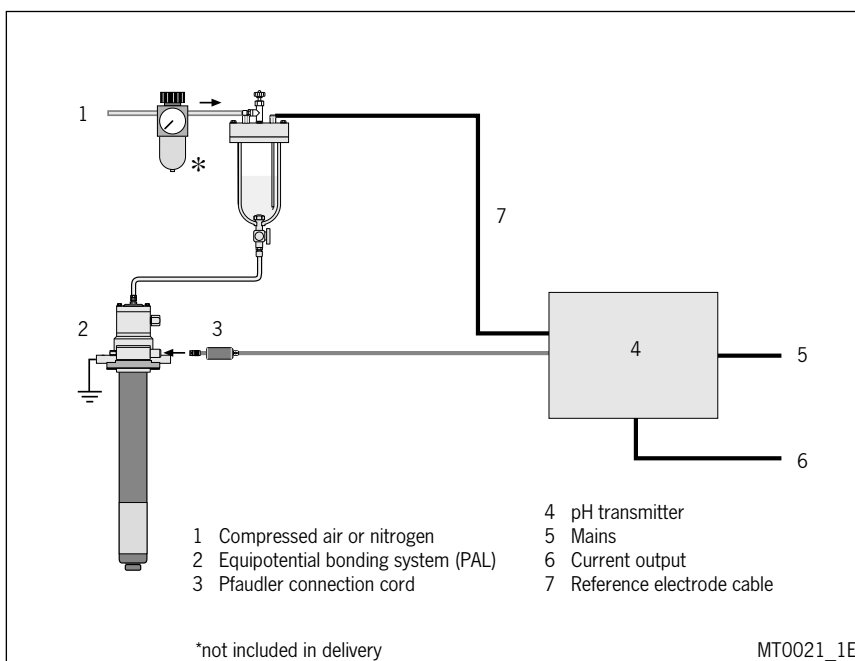 1
*
7
2
3
4
5
6
1 Compressed air or nitrogen
2 Equipotential bonding system (PAL)
3 Pfaudler connection cord
4 pH transmitter
5 Mains
6 Current output
7 Reference electrode cable
*not included in delivery
MT0021_1E